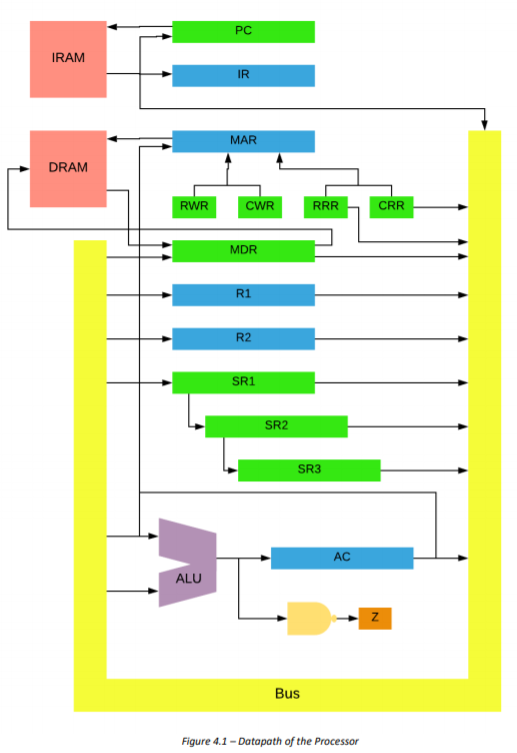 PC
IRAM
IR
MAR
DRAM
RWR
CWR
RRR
CRR
MDR
R1
R2
SR1
SR2
SR3
AC
ALU
Z
Bus
Figure 4.1 – Datapath of the Processor